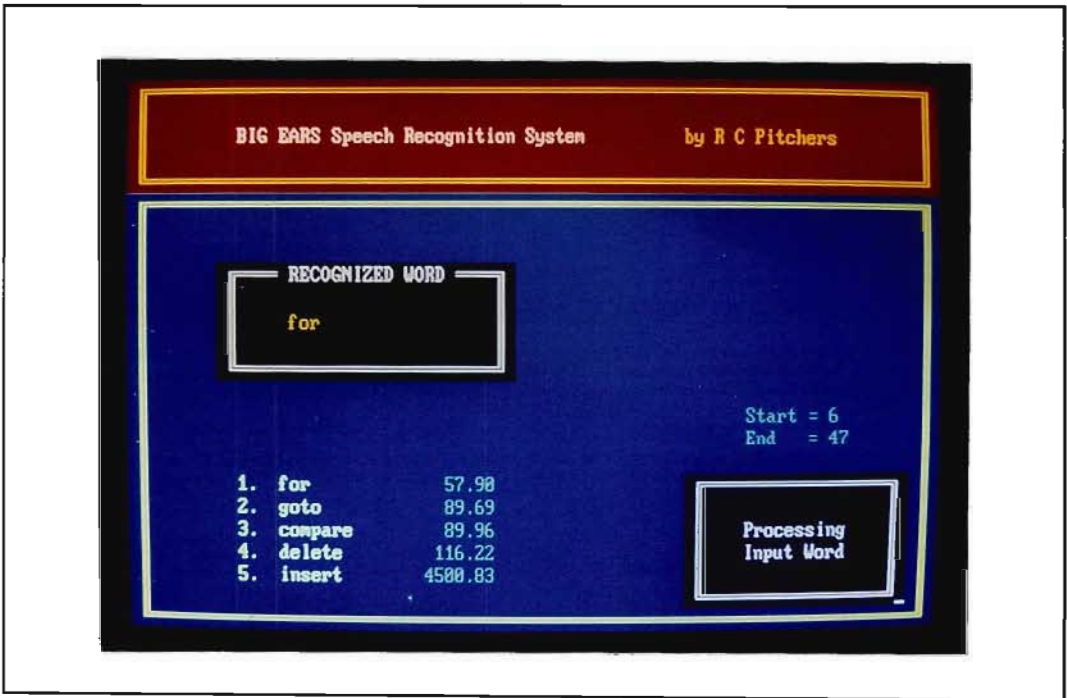 BIG EARS Speech Recognition System by R C Pitchers
RECOGNIZED WORD
for
Start = 6
End = 47
1. for 57.90
2. goto 89.69
3. compare 89.96
4. delete 116.22
5. insert 4500.83
Processing
Input Word